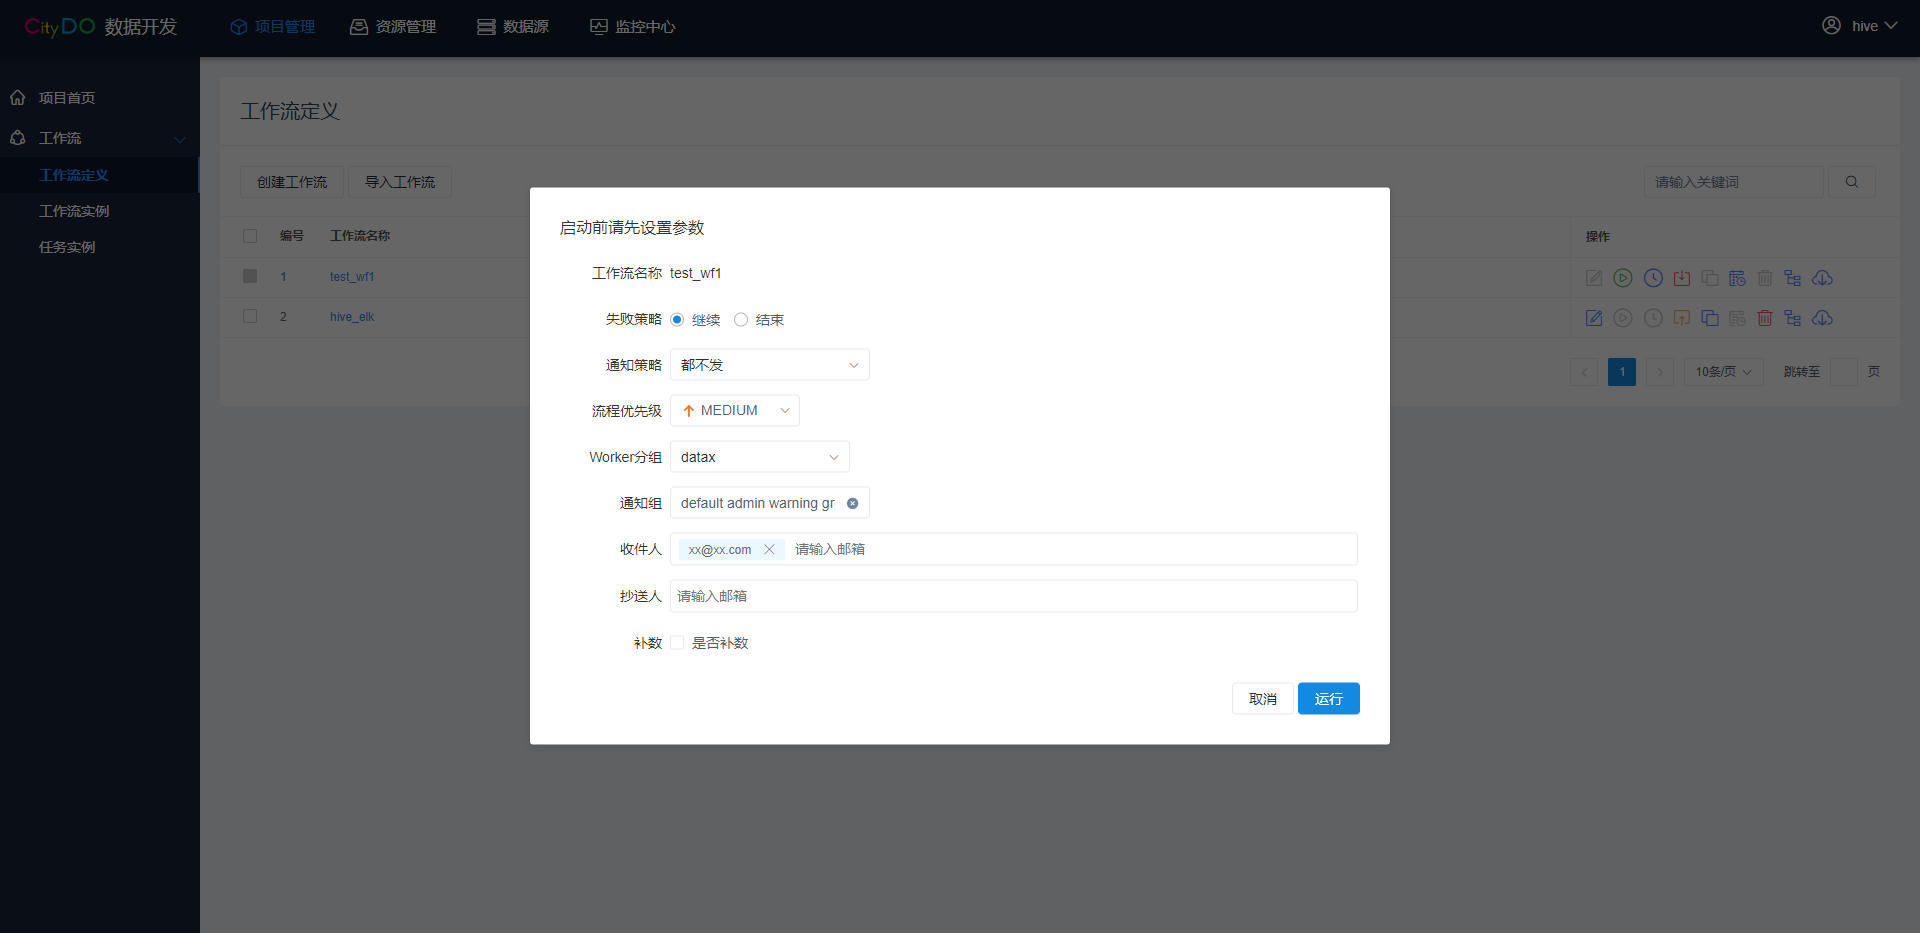 CityDO 数据开发 项目管理 资源管理 数据源 监控中心 hive
项目首页
工作流
工作流定义
工作流实例
任务实例
工作流定义
创建工作流 导入工作流 请输入关键词
编号 工作流名称 操作
1 test_wf1
2 hive_elk
1 10条/页 跳转至 页
启动前请先设置参数
工作流名称 test_wf1
失败策略 继续 结束
通知策略 都不发
流程优先级 MEDIUM
Worker分组 datax
通知组 default admin warning gr
收件人 xx@xx.com 请输入邮箱
抄送人 请输入邮箱
补数 是否补数
取消 运行